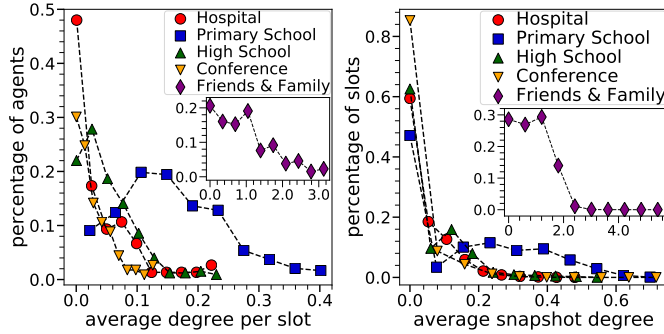 percentage of agents
0.5
0.4
0.3
0.2
0.1
0.0
Hospital
Primary School
High School
Conference
Friends & Family
0.2
0.1
0.0
0.0 1.0 2.0 3.0
0.0 0.1 0.2 0.3 0.4
average degree per slot
percentage of slots
0.8
0.6
0.4
0.2
0.0
Hospital
Primary School
High School
Conference
Friends & Family
0.3
0.2
0.1
0.0
0.0 2.0 4.0
0.0 0.2 0.4 0.6
average snapshot degree